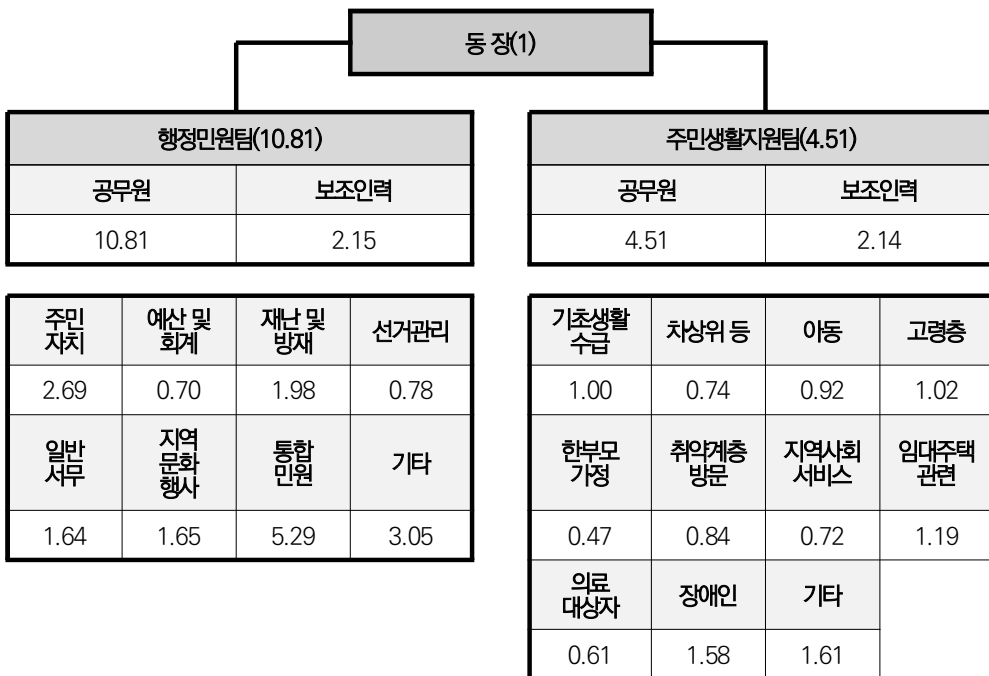 동 장(1)
행정민원팀(10.81)
공무원 보조인력
10.81 2.15
주민생활지원팀(4.51)
공무원 보조인력
4.51 2.14
주민
자치
예산 및
회계
재난 및
방재
선거관리
2.69 0.70 1.98 0.78
일반
서무
지역
문화
행사
통합
민원
기타
1.64 1.65 5.29 3.05
기초생활
수급
차상위 등
아동
고령층
1.00 0.74 0.92 1.02
한부모
가정
취약계층
방문
지역사회
서비스
임대주택
관련
0.47 0.84 0.72 1.19
의료
대상자
장애인
기타
0.61 1.58 1.61